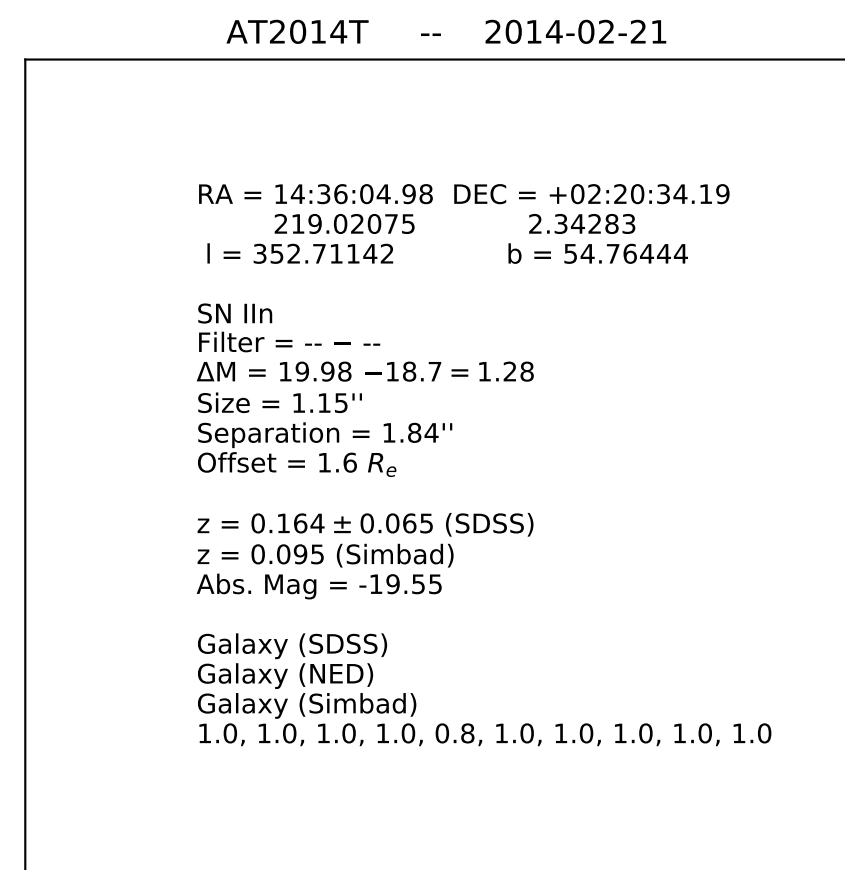 AT2014T -- 2014-02-21
RA = 14:36:04.98 DEC = +02:20:34.19
219.02075 2.34283
l = 352.71142 b = 54.76444
SN IIn
Filter = -- − --
ΔM = 19.98 −18.7 = 1.28
Size = 1.15''
Separation = 1.84''
Offset = 1.6 Rₑ
z = 0.164 ± 0.065 (SDSS)
z = 0.095 (Simbad)
Abs. Mag = -19.55
Galaxy (SDSS)
Galaxy (NED)
Galaxy (Simbad)
1.0, 1.0, 1.0, 1.0, 0.8, 1.0, 1.0, 1.0, 1.0, 1.0